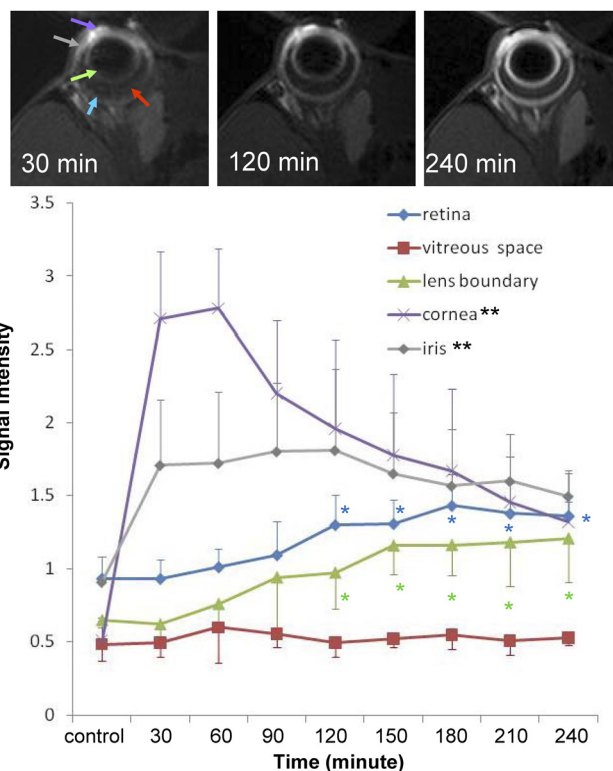 30 min
120 min
240 min
3.5
3
2.5
2
1.5
1
0.5
0
Signal Intensity
retina
vitreous space
lens boundary
cornea**
iris **
* * * * *
* * * * *
control 30 60 90 120 150 180 210 240
Time (minute)